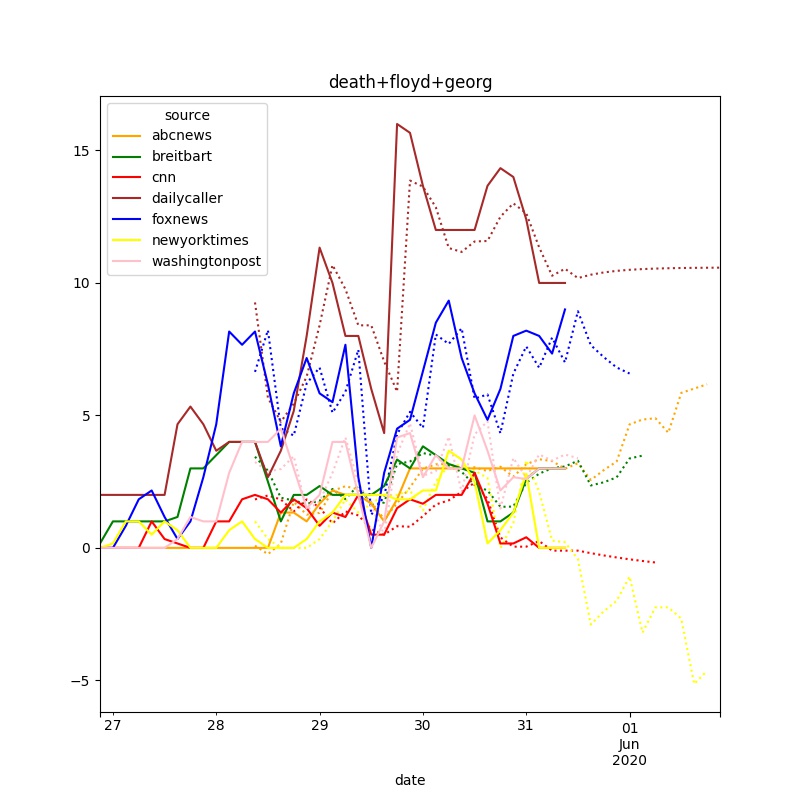 death+floyd+georg
source
abcnews
breitbart
cnn
dailycaller
foxnews
newyorktimes
washingtonpost
15
10
5
0
−5
27
28
29
30
31
01
Jun
2020
date